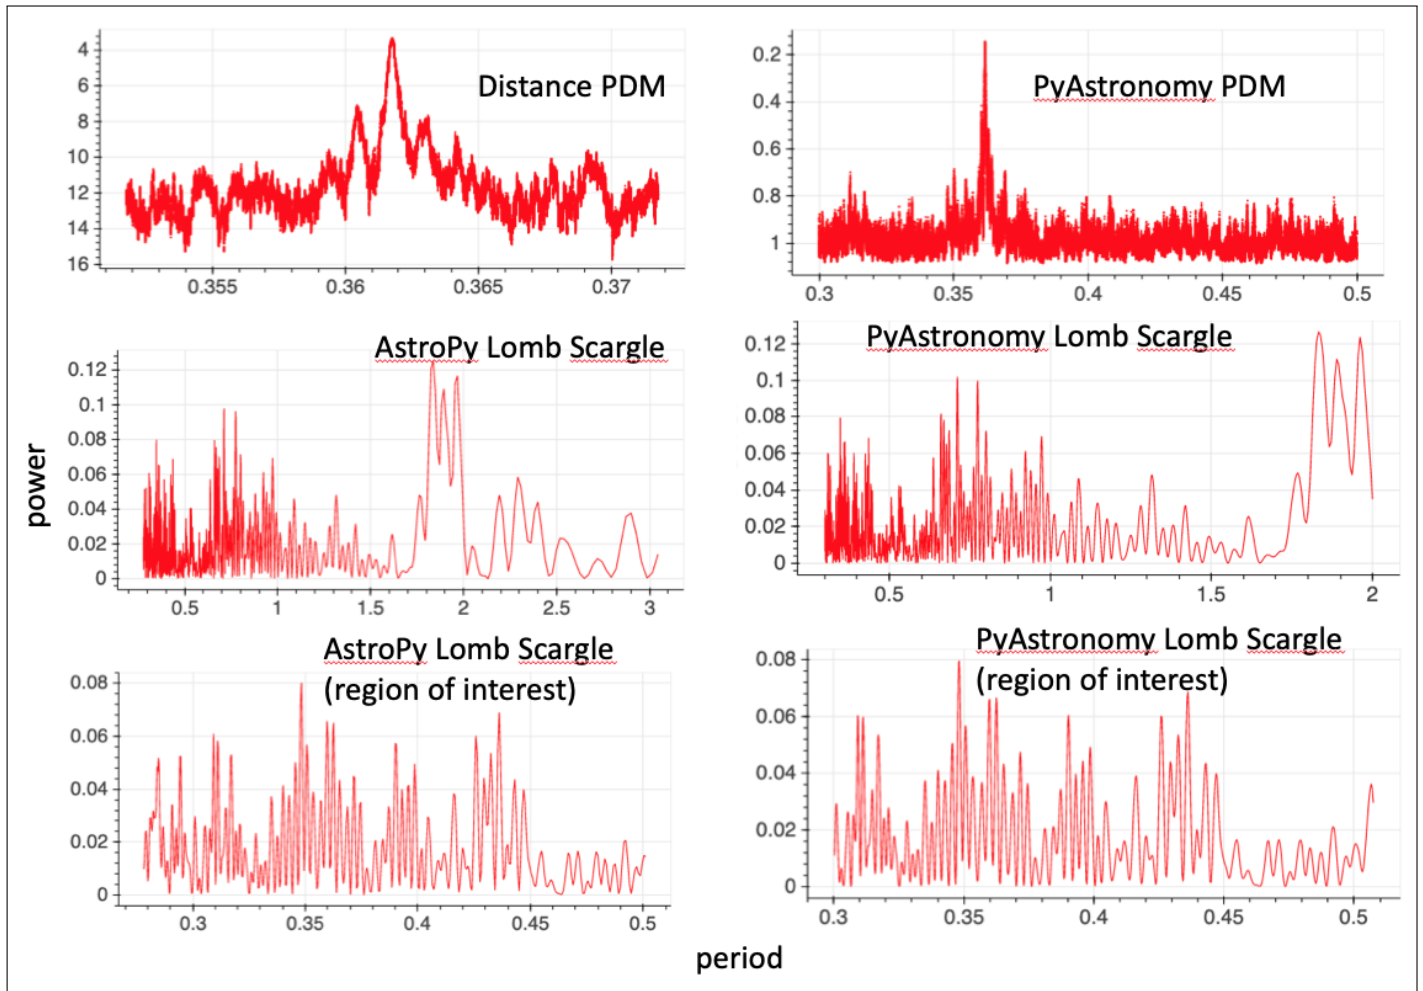 Distance PDM
4
6
8
10
12
14
16
0.355 0.36 0.365 0.37
PyAstronomy PDM
0.2
0.4
0.6
0.8
1
0.3 0.35 0.4 0.45 0.5
AstroPy Lomb Scargle
0.12
0.1
0.08
0.06
0.04
0.02
0
0.5 1 1.5 2 2.5 3
PyAstronomy Lomb Scargle
0.12
0.1
0.08
0.06
0.04
0.02
0
0.5 1 1.5 2
power
AstroPy Lomb Scargle
(region of interest)
0.08
0.06
0.04
0.02
0
0.3 0.35 0.4 0.45 0.5
PyAstronomy Lomb Scargle
(region of interest)
0.08
0.06
0.04
0.02
0
0.3 0.35 0.4 0.45 0.5
period